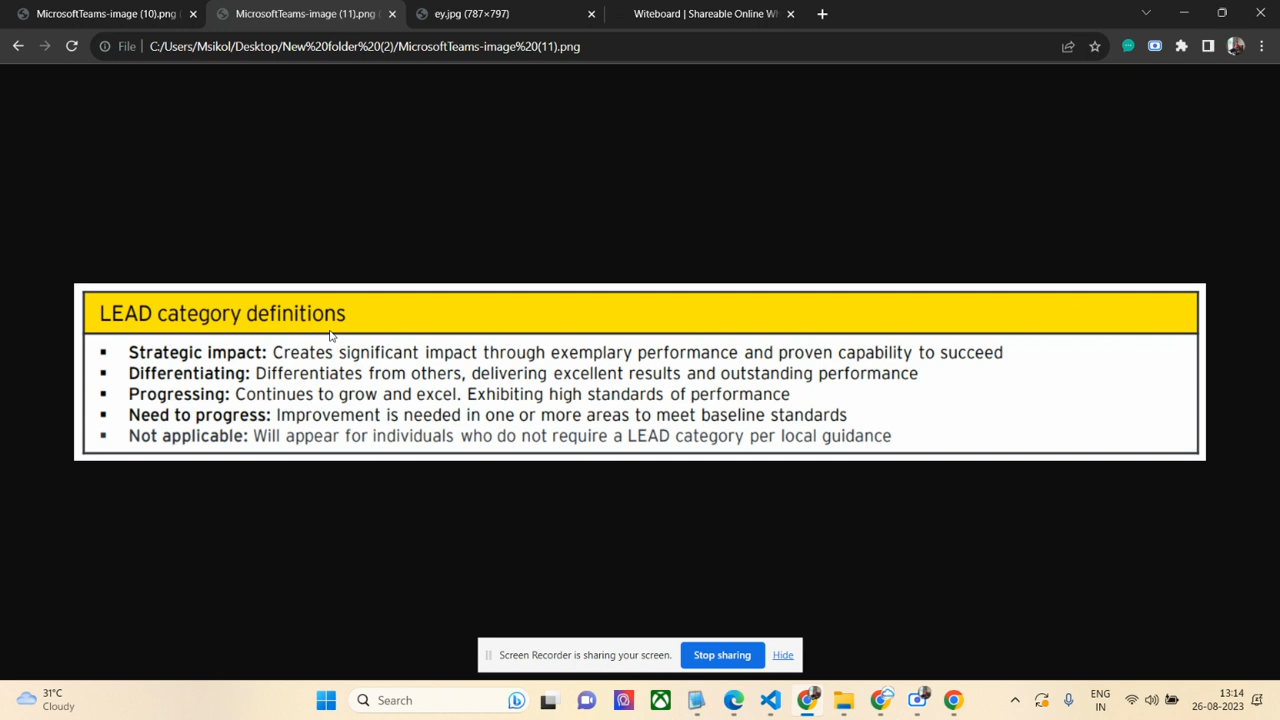 MicrosoftTeams-image (10).png (
MicrosoftTeams-image (11).png (
ey.jpg (787×797)
Witeboard | Shareable Online Wh
File
C:/Users/Msikol/Desktop/New%20folder%20(2)/MicrosoftTeams-image%20(11).png
LEAD category definitions
▪ Strategic impact: Creates significant impact through exemplary performance and proven capability to succeed
▪ Differentiating: Differentiates from others, delivering excellent results and outstanding performance
▪ Progressing: Continues to grow and excel. Exhibiting high standards of performance
▪ Need to progress: Improvement is needed in one or more areas to meet baseline standards
▪ Not applicable: Will appear for individuals who do not require a LEAD category per local guidance
Screen Recorder is sharing your screen.
Stop sharing
Hide
31°C
Cloudy
Search
ENG
IN
13:14
26-08-2023